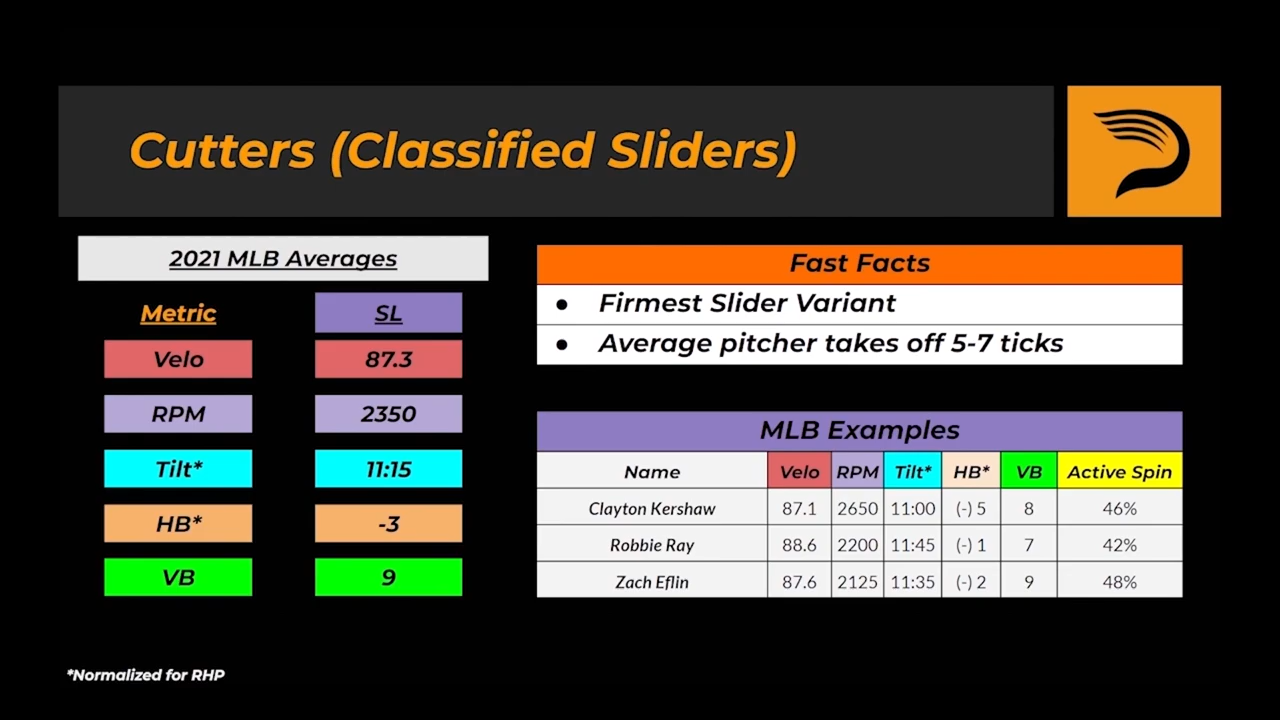 Cutters (Classified Sliders)
2021 MLB Averages
Metric SL
Velo 87.3
RPM 2350
Tilt* 11:15
HB* -3
VB 9
Fast Facts
● Firmest Slider Variant
● Average pitcher takes off 5-7 ticks
MLB Examples
Name Velo RPM Tilt* HB* VB Active Spin
Clayton Kershaw 87.1 2650 11:00 (-) 5 8 46%
Robbie Ray 88.6 2200 11:45 (-) 1 7 42%
Zach Eflin 87.6 2125 11:35 (-) 2 9 48%
*Normalized for RHP